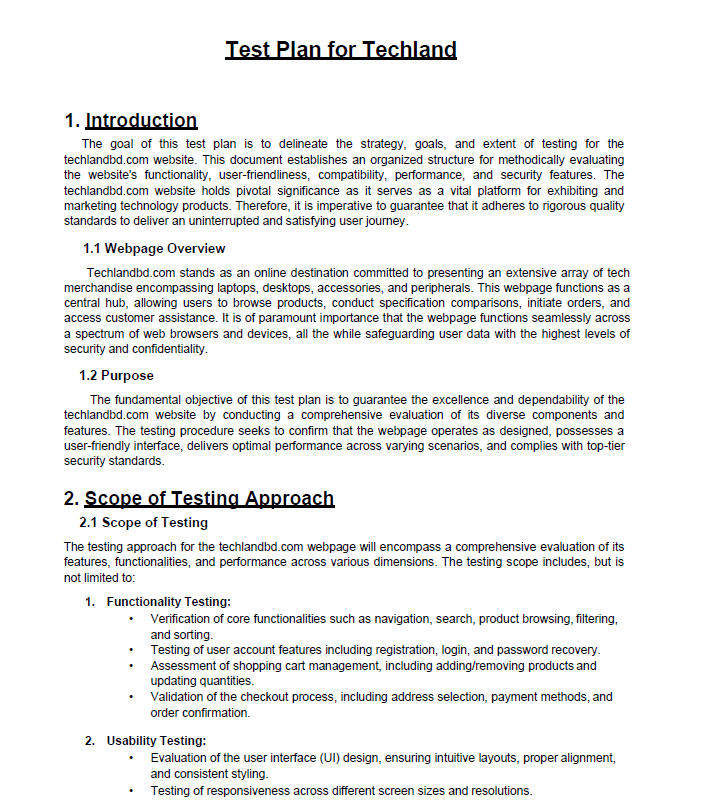 Test Plan for Techland
1. Introduction
The goal of this test plan is to delineate the strategy, goals, and extent of testing for the
techlandbd.com website. This document establishes an organized structure for methodically evaluating
the website's functionality, user-friendliness, compatibility, performance, and security features. The
techlandbd.com website holds pivotal significance as it serves as a vital platform for exhibiting and
marketing technology products. Therefore, it is imperative to guarantee that it adheres to rigorous quality
standards to deliver an uninterrupted and satisfying user journey.
1.1 Webpage Overview
Techlandbd.com stands as an online destination committed to presenting an extensive array of tech
merchandise encompassing laptops, desktops, accessories, and peripherals. This webpage functions as a
central hub, allowing users to browse products, conduct specification comparisons, initiate orders, and
access customer assistance. It is of paramount importance that the webpage functions seamlessly across
a spectrum of web browsers and devices, all the while safeguarding user data with the highest levels of
security and confidentiality.
1.2 Purpose
The fundamental objective of this test plan is to guarantee the excellence and dependability of the
techlandbd.com website by conducting a comprehensive evaluation of its diverse components and
features. The testing procedure seeks to confirm that the webpage operates as designed, possesses a
user-friendly interface, delivers optimal performance across varying scenarios, and complies with top-tier
security standards.
2. Scope of Testing Approach
2.1 Scope of Testing
The testing approach for the techlandbd.com webpage will encompass a comprehensive evaluation of its
features, functionalities, and performance across various dimensions. The testing scope includes, but is
not limited to:
1. Functionality Testing:
• Verification of core functionalities such as navigation, search, product browsing, filtering,
and sorting.
• Testing of user account features including registration, login, and password recovery.
• Assessment of shopping cart management, including adding/removing products and
updating quantities.
• Validation of the checkout process, including address selection, payment methods, and
order confirmation.
2. Usability Testing:
• Evaluation of the user interface (UI) design, ensuring intuitive layouts, proper alignment,
and consistent styling.
• Testing of responsiveness across different screen sizes and resolutions.